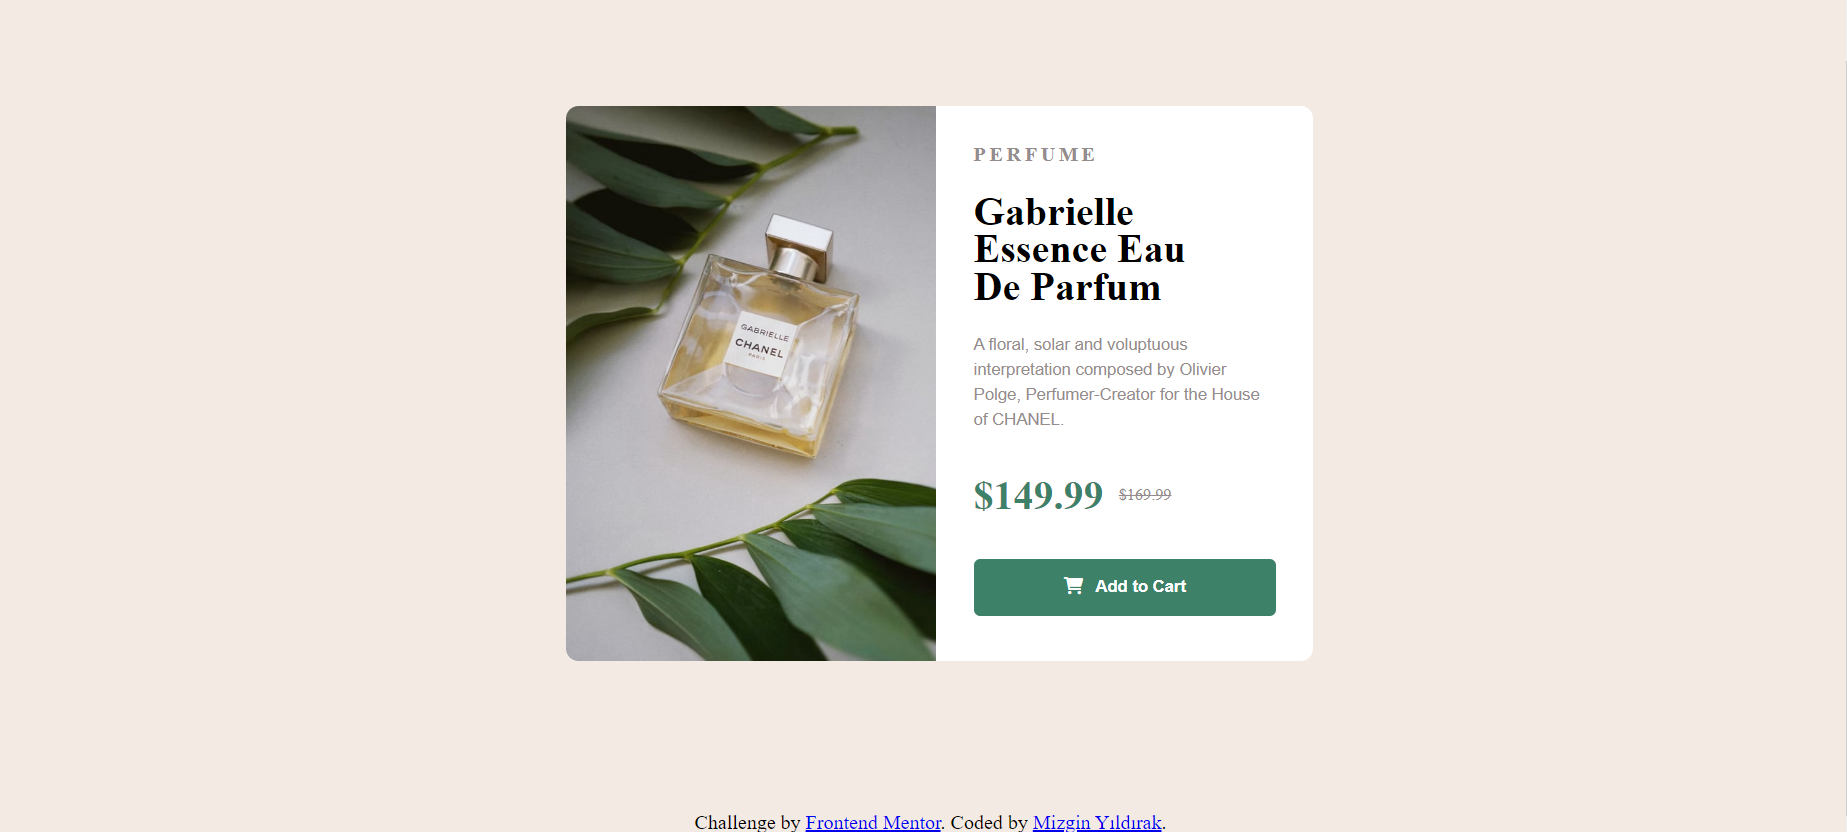 PERFUME
Gabrielle
Essence Eau
De Parfum
A floral, solar and voluptuous
interpretation composed by Olivier
Polge, Perfumer-Creator for the House
of CHANEL.
$149.99 $169.99
Add to Cart
GABRIELLE
CHANEL
PARIS
Challenge by Frontend Mentor. Coded by Mizgin Yıldırak.